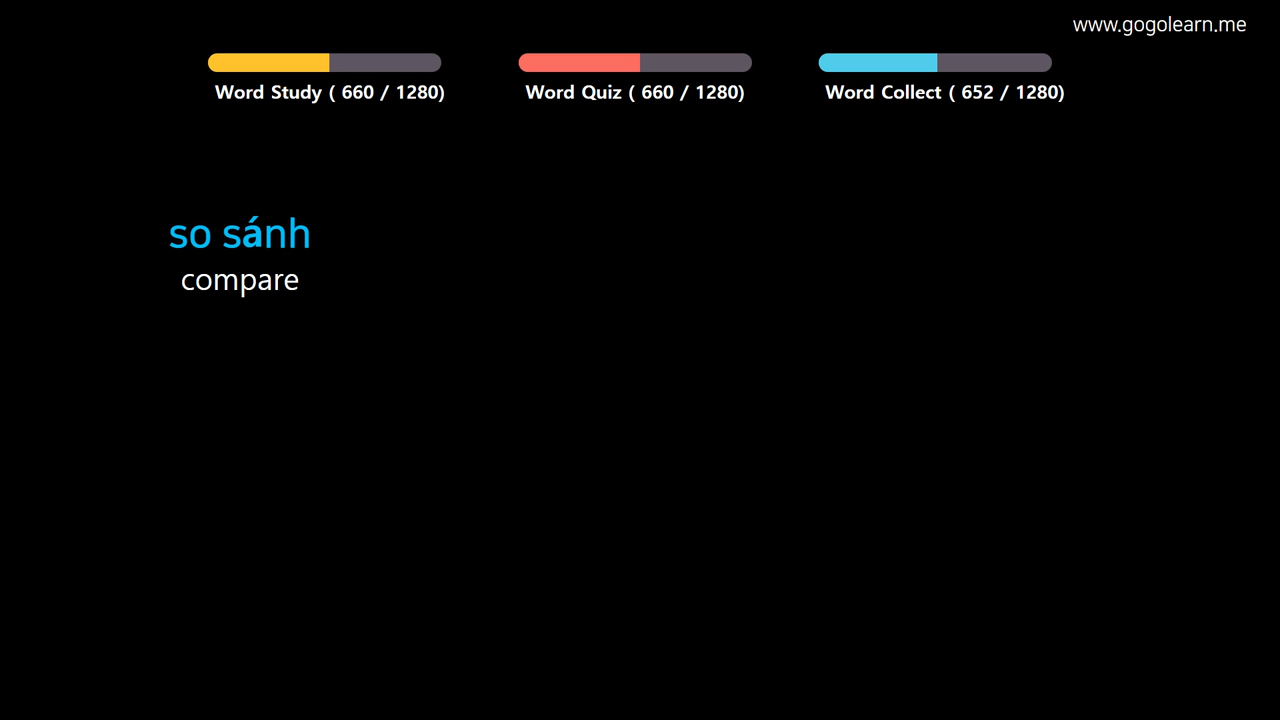 www.gogolearn.me
Word Study ( 660 / 1280)
Word Quiz ( 660 / 1280)
Word Collect ( 652 / 1280)
so sánh
compare